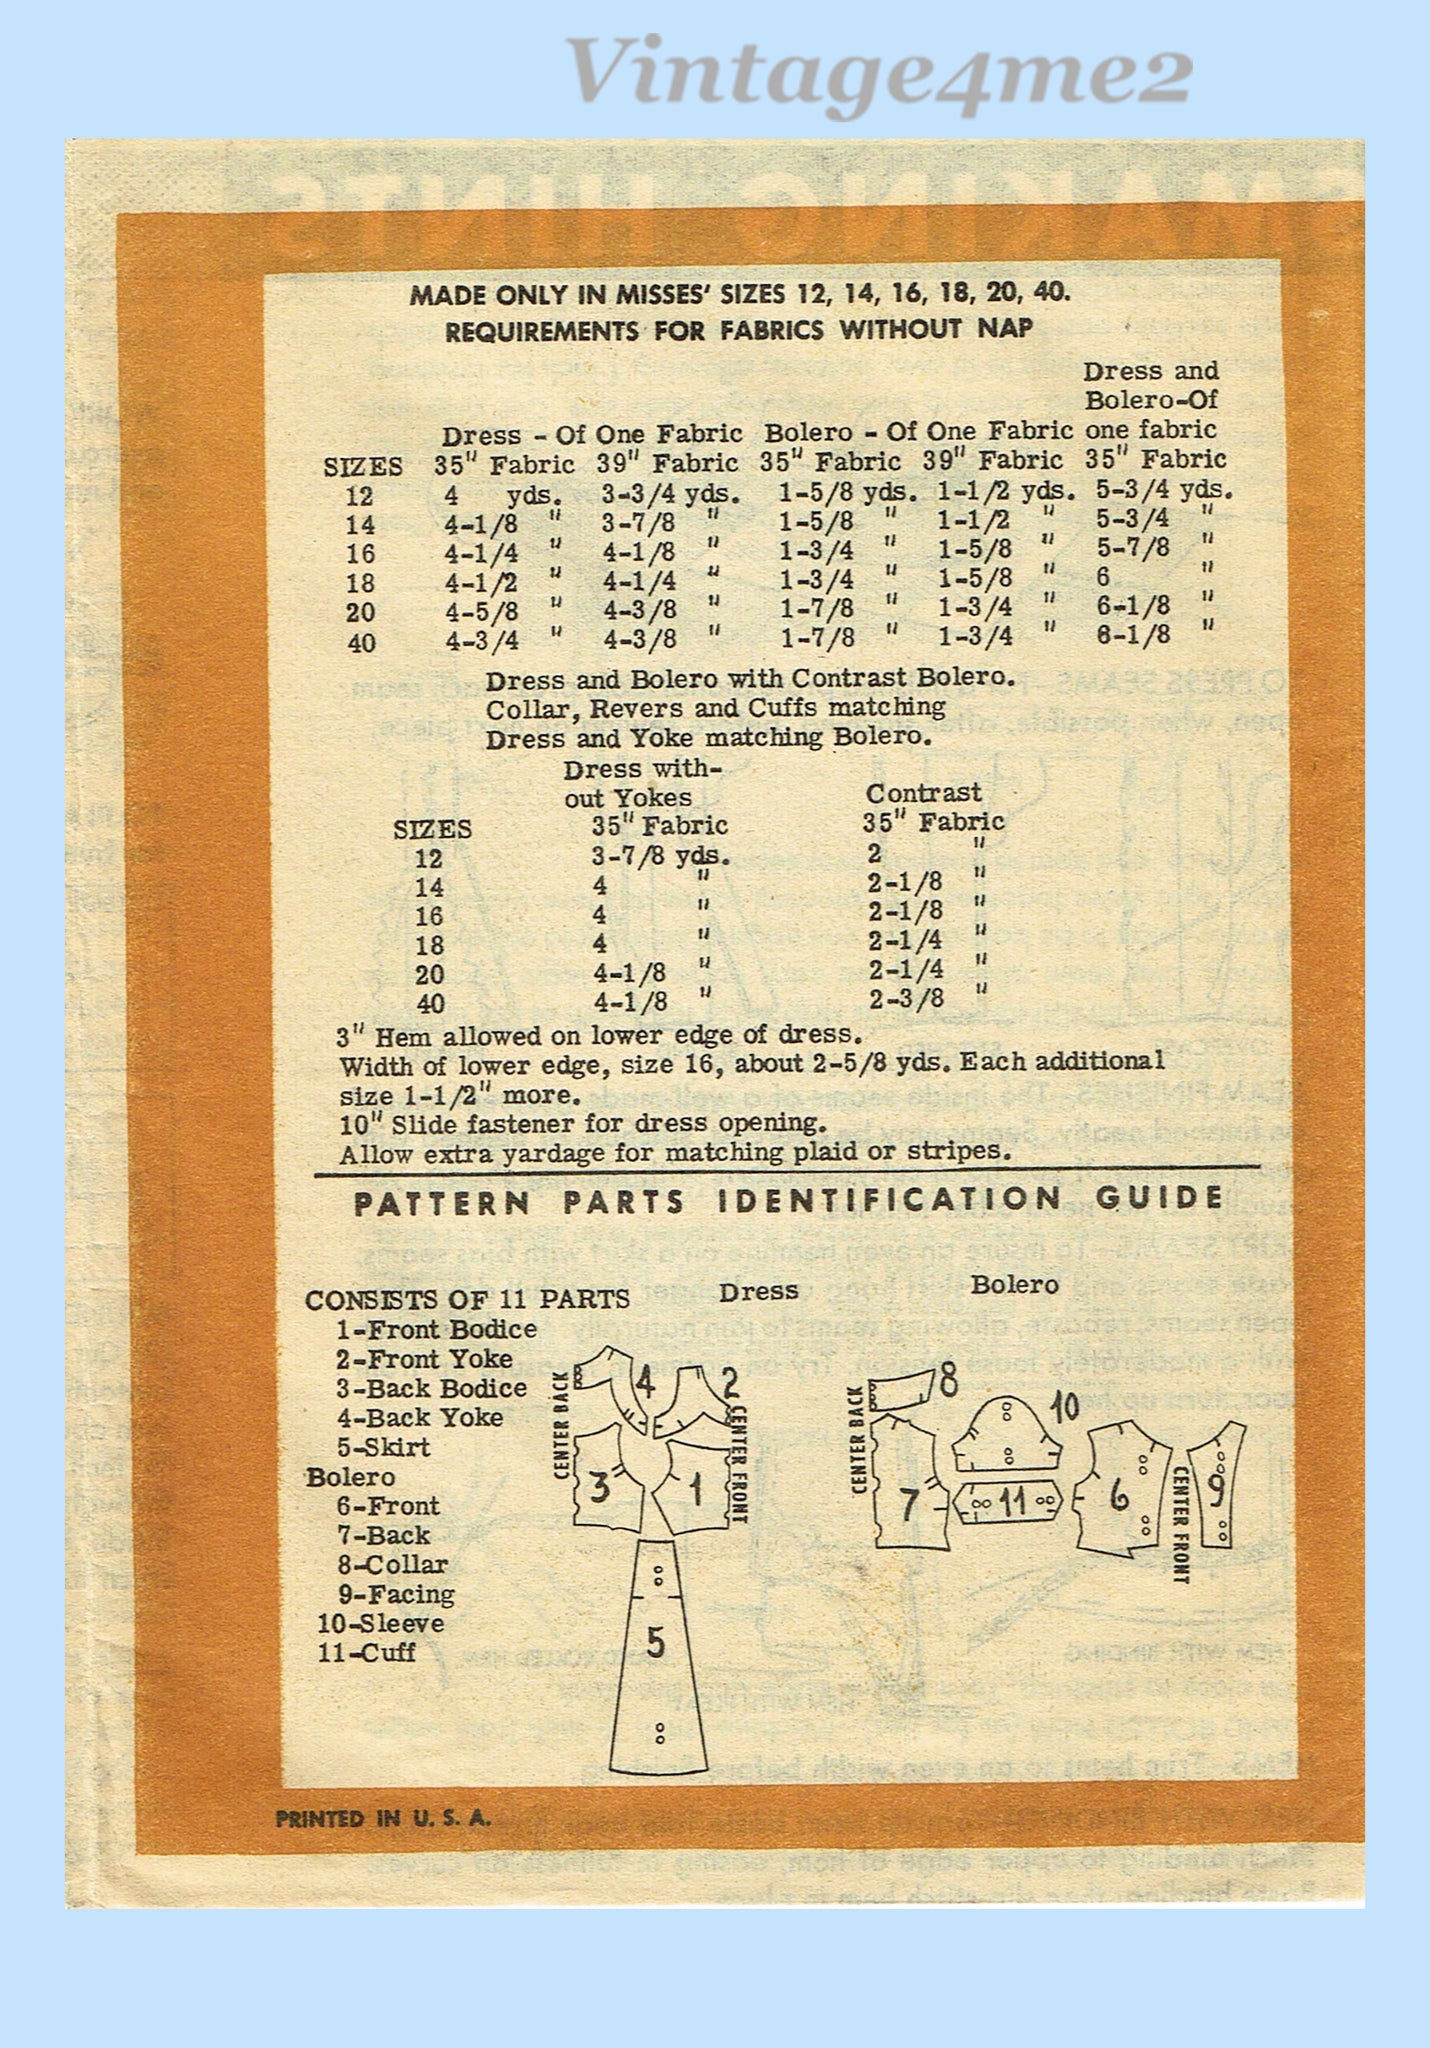 Vintage4me2
MAKING HINTS
MADE ONLY IN MISSES' SIZES 12, 14, 16, 18, 20, 40.
REQUIREMENTS FOR FABRICS WITHOUT NAP
Dress and
Bolero-Of
Dress - Of One Fabric Bolero - Of One Fabric one fabric
SIZES 35" Fabric 39" Fabric 35" Fabric 39" Fabric 35" Fabric
12 4 yds. 3-3/4 yds. 1-5/8 yds. 1-1/2 yds. 5-3/4 yds.
14 4-1/8 " 3-7/8 " 1-5/8 " 1-1/2 " 5-3/4 "
16 4-1/4 " 4-1/8 " 1-3/4 " 1-5/8 " 5-7/8 "
18 4-1/2 " 4-1/4 " 1-3/4 " 1-5/8 " 6 "
20 4-5/8 " 4-3/8 " 1-7/8 " 1-3/4 " 6-1/8 "
40 4-3/4 " 4-3/8 " 1-7/8 " 1-3/4 " 6-1/8 "
Dress and Bolero with Contrast Bolero.
Collar, Revers and Cuffs matching
Dress and Yoke matching Bolero.
Dress with-
out Yokes Contrast
SIZES 35" Fabric 35" Fabric
12 3-7/8 yds. 2 "
14 4 " 2-1/8 "
16 4 " 2-1/8 "
18 4 " 2-1/4 "
20 4-1/8 " 2-1/4 "
40 4-1/8 " 2-3/8 "
3" Hem allowed on lower edge of dress.
Width of lower edge, size 16, about 2-5/8 yds. Each additional
size 1-1/2" more.
10" Slide fastener for dress opening.
Allow extra yardage for matching plaid or stripes.
PATTERN PARTS IDENTIFICATION GUIDE
CONSISTS OF 11 PARTS
1-Front Bodice
2-Front Yoke
3-Back Bodice
4-Back Yoke
5-Skirt
Bolero
6-Front
7-Back
8-Collar
9-Facing
10-Sleeve
11-Cuff
Dress
CENTER BACK
4
2
CENTER FRONT
3
1
5
Bolero
CENTER BACK
8
10
7
11
6
CENTER FRONT
9
PRINTED IN U. S. A.